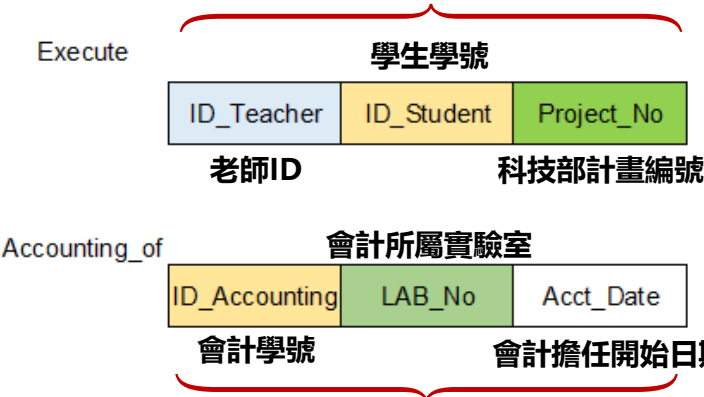 Execute
學生學號
ID_Teacher ID_Student Project_No
老師ID 科技部計畫編號
Accounting_of
會計所屬實驗室
ID_Accounting LAB_No Acct_Date
會計學號 會計擔任開始日期